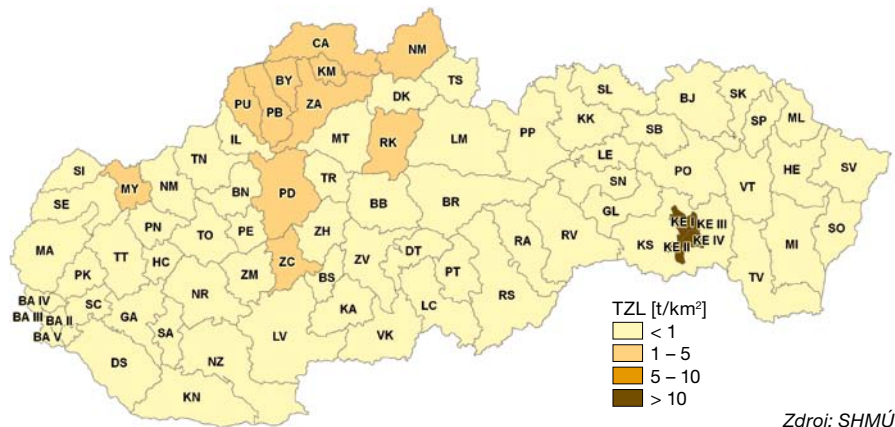 CA
NM
BY
KM
PU
PB
ZA
TS
DK
SL
BJ
SK
SP
ML
KK
SB
IL
MT
RK
LM
PP
TN
LE
PO
HE
SV
SI
MY
NM
BN
PD
TR
SN
VT
SE
BB
BR
GL
PN
TO
PE
ZH
RA
RV
KE I
KE III
KS
KE II
KE IV
SO
MA
TT
HC
ZC
ZV
DT
MI
PK
ZM
BS
PT
TV
BA IV
SC
NR
KA
LC
RS
BA III
BA II
GA
SA
LV
VK
BA V
DS
NZ
KN
TZL [t/km²]
< 1
1 – 5
5 – 10
> 10
Zdroj: SHMÚ